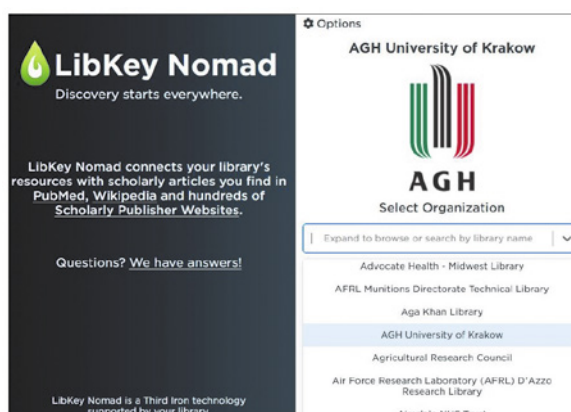 LibKey Nomad
Discovery starts everywhere.
LibKey Nomad connects your library's
resources with scholarly articles you find in
PubMed, Wikipedia and hundreds of
Scholarly Publisher Websites.
Questions? We have answers!
LibKey Nomad is a Third Iron technology
supported by your library
Options
AGH University of Krakow
AGH
Select Organization
Expand to browse or search by library name
Advocate Health - Midwest Library
AFRL Munitions Directorate Technical Library
Aga Khan Library
AGH University of Krakow
Agricultural Research Council
Air Force Research Laboratory (AFRL) D'Azzo
Research Library